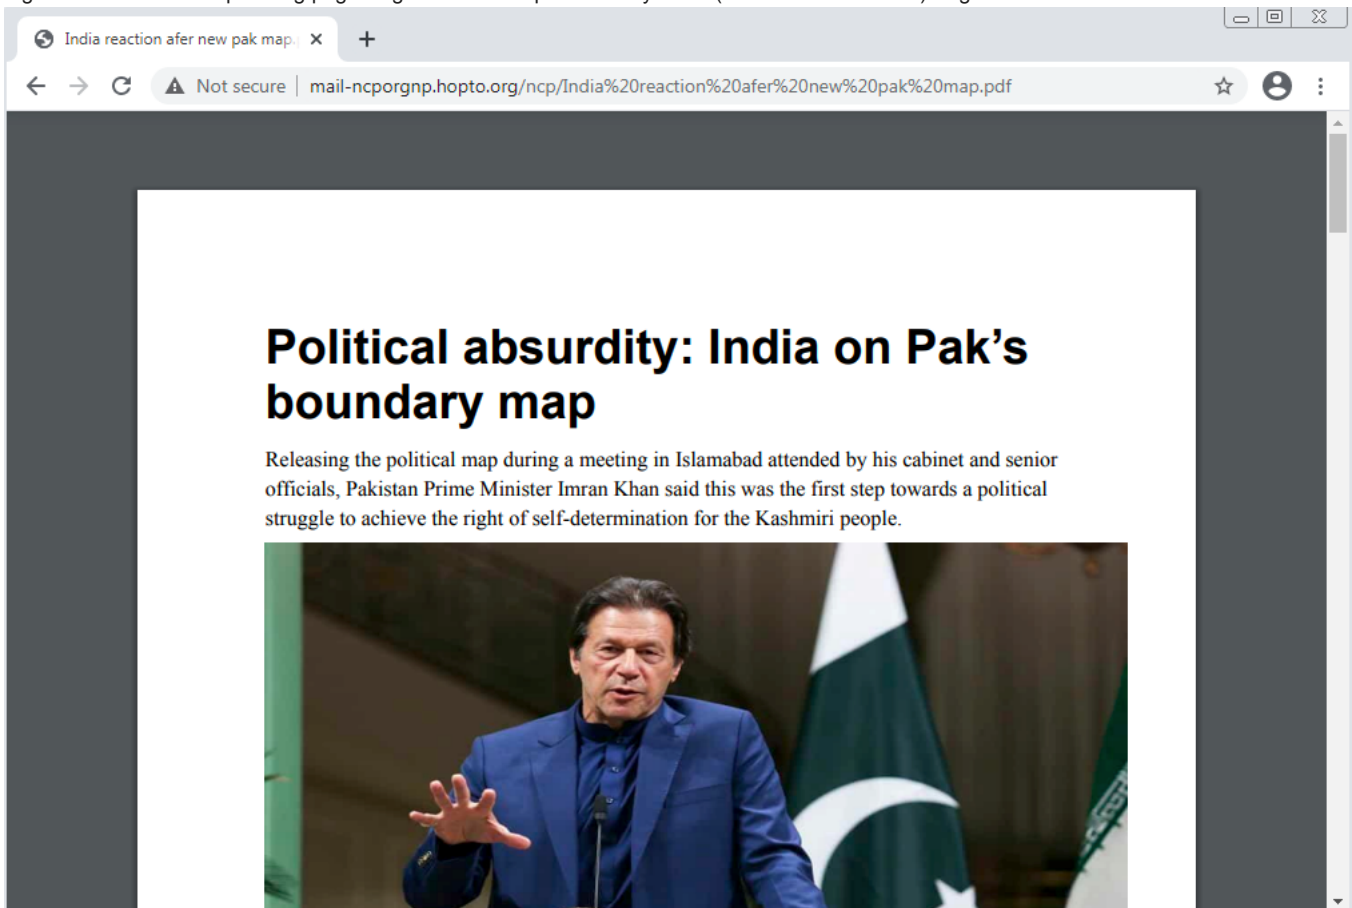 India reaction afer new pak map.
Not secure
mail-ncporgnp.hopto.org/ncp/India%20reaction%20afer%20new%20pak%20map.pdf
Political absurdity: India on Pak’s
boundary map
Releasing the political map during a meeting in Islamabad attended by his cabinet and senior
officials, Pakistan Prime Minister Imran Khan said this was the first step towards a political
struggle to achieve the right of self-determination for the Kashmiri people.